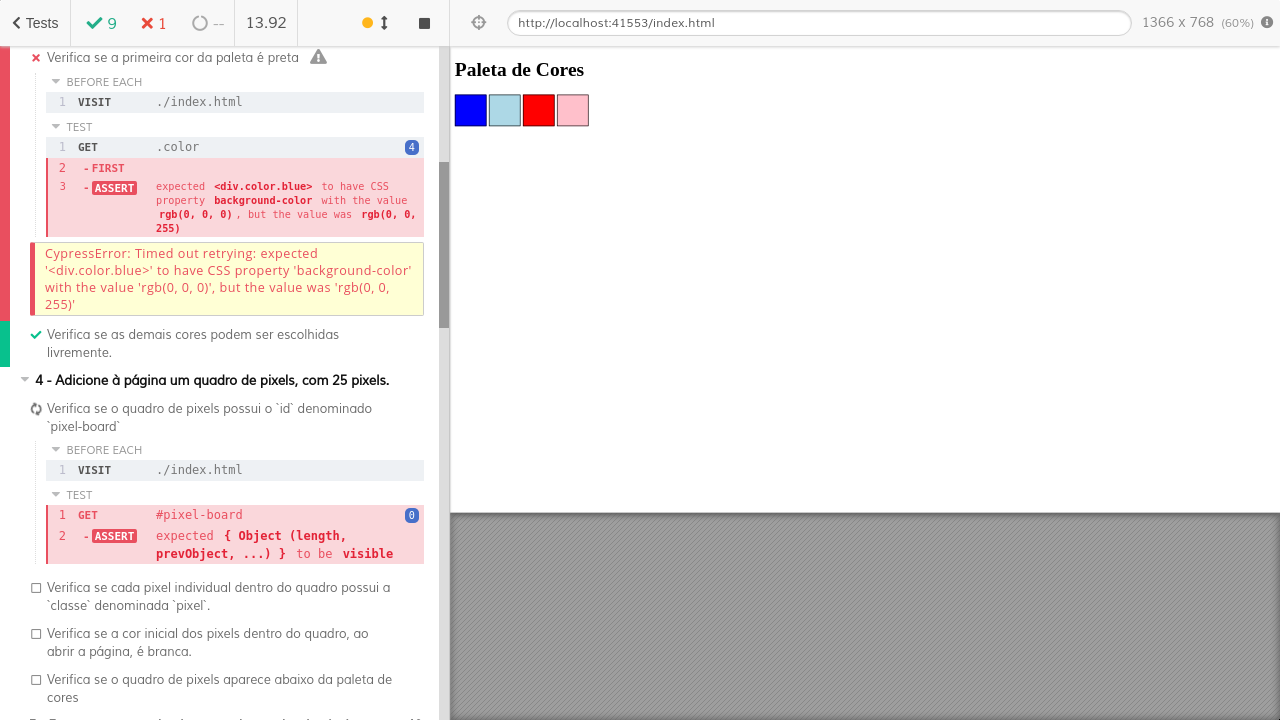 Tests 9 1 -- 13.92 http://localhost:41553/index.html 1366 x 768 (60%)
Verifica se a primeira cor da paleta é preta
BEFORE EACH
1 VISIT ./index.html
TEST
1 GET .color 4
2 - FIRST
3 - ASSERT expected <div.color.blue> to have CSS
property background-color with the value
rgb(0, 0, 0) , but the value was rgb(0, 0,
255)
CypressError: Timed out retrying: expected
'<div.color.blue>' to have CSS property 'background-color'
with the value 'rgb(0, 0, 0)', but the value was 'rgb(0, 0,
255)'
Verifica se as demais cores podem ser escolhidas
livremente.
4 - Adicione à página um quadro de pixels, com 25 pixels.
Verifica se o quadro de pixels possui o `id` denominado
`pixel-board`
BEFORE EACH
1 VISIT ./index.html
TEST
1 GET #pixel-board 0
2 - ASSERT expected { Object (length,
prevObject, ...) } to be visible
Verifica se cada pixel individual dentro do quadro possui a
`classe` denominada `pixel`.
Verifica se a cor inicial dos pixels dentro do quadro, ao
abrir a página, é branca.
Verifica se o quadro de pixels aparece abaixo da paleta de
cores
Paleta de Cores